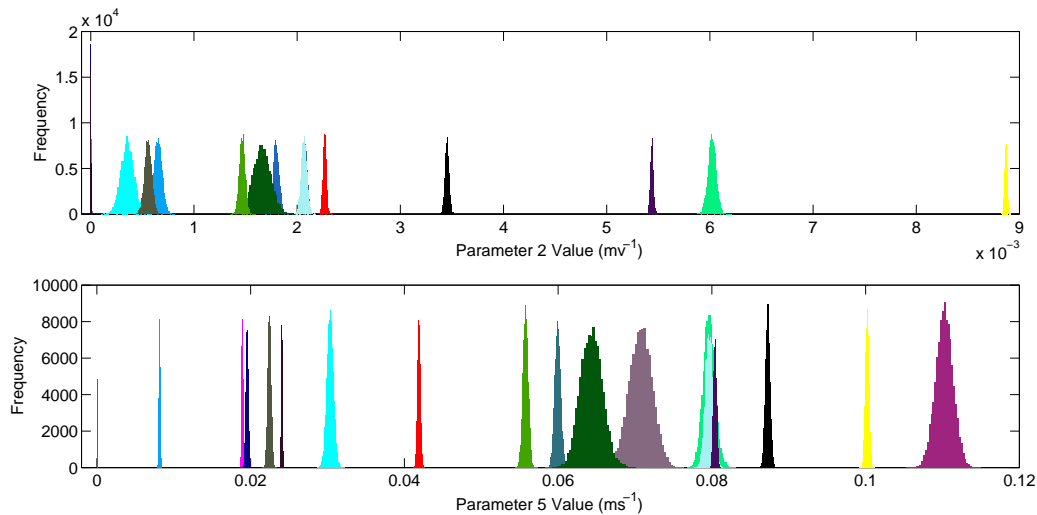 x 10⁴
2
1.5
1
0.5
0
Frequency
0 1 2 3 4 5 6 7 8 9
x 10⁻³
Parameter 2 Value (mv⁻¹)
10000
8000
6000
4000
2000
0
Frequency
0 0.02 0.04 0.06 0.08 0.1 0.12
Parameter 5 Value (ms⁻¹)